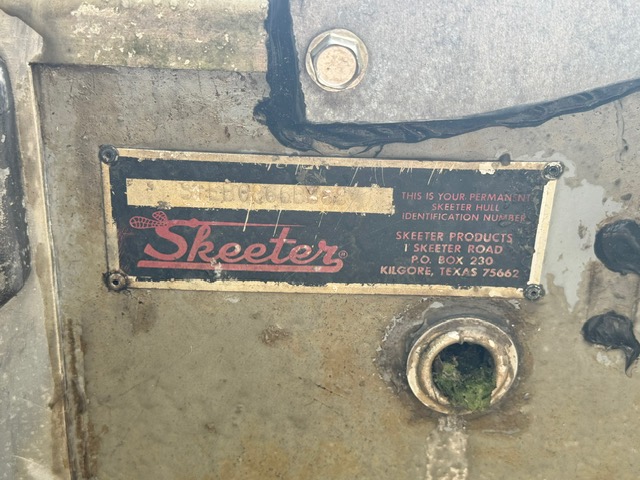 THIS IS YOUR PERMANENT
SKEETER HULL
IDENTIFICATION NUMBER
Skeeter®
SKEETER PRODUCTS
1 SKEETER ROAD
P.O. BOX 230
KILGORE, TEXAS 75662